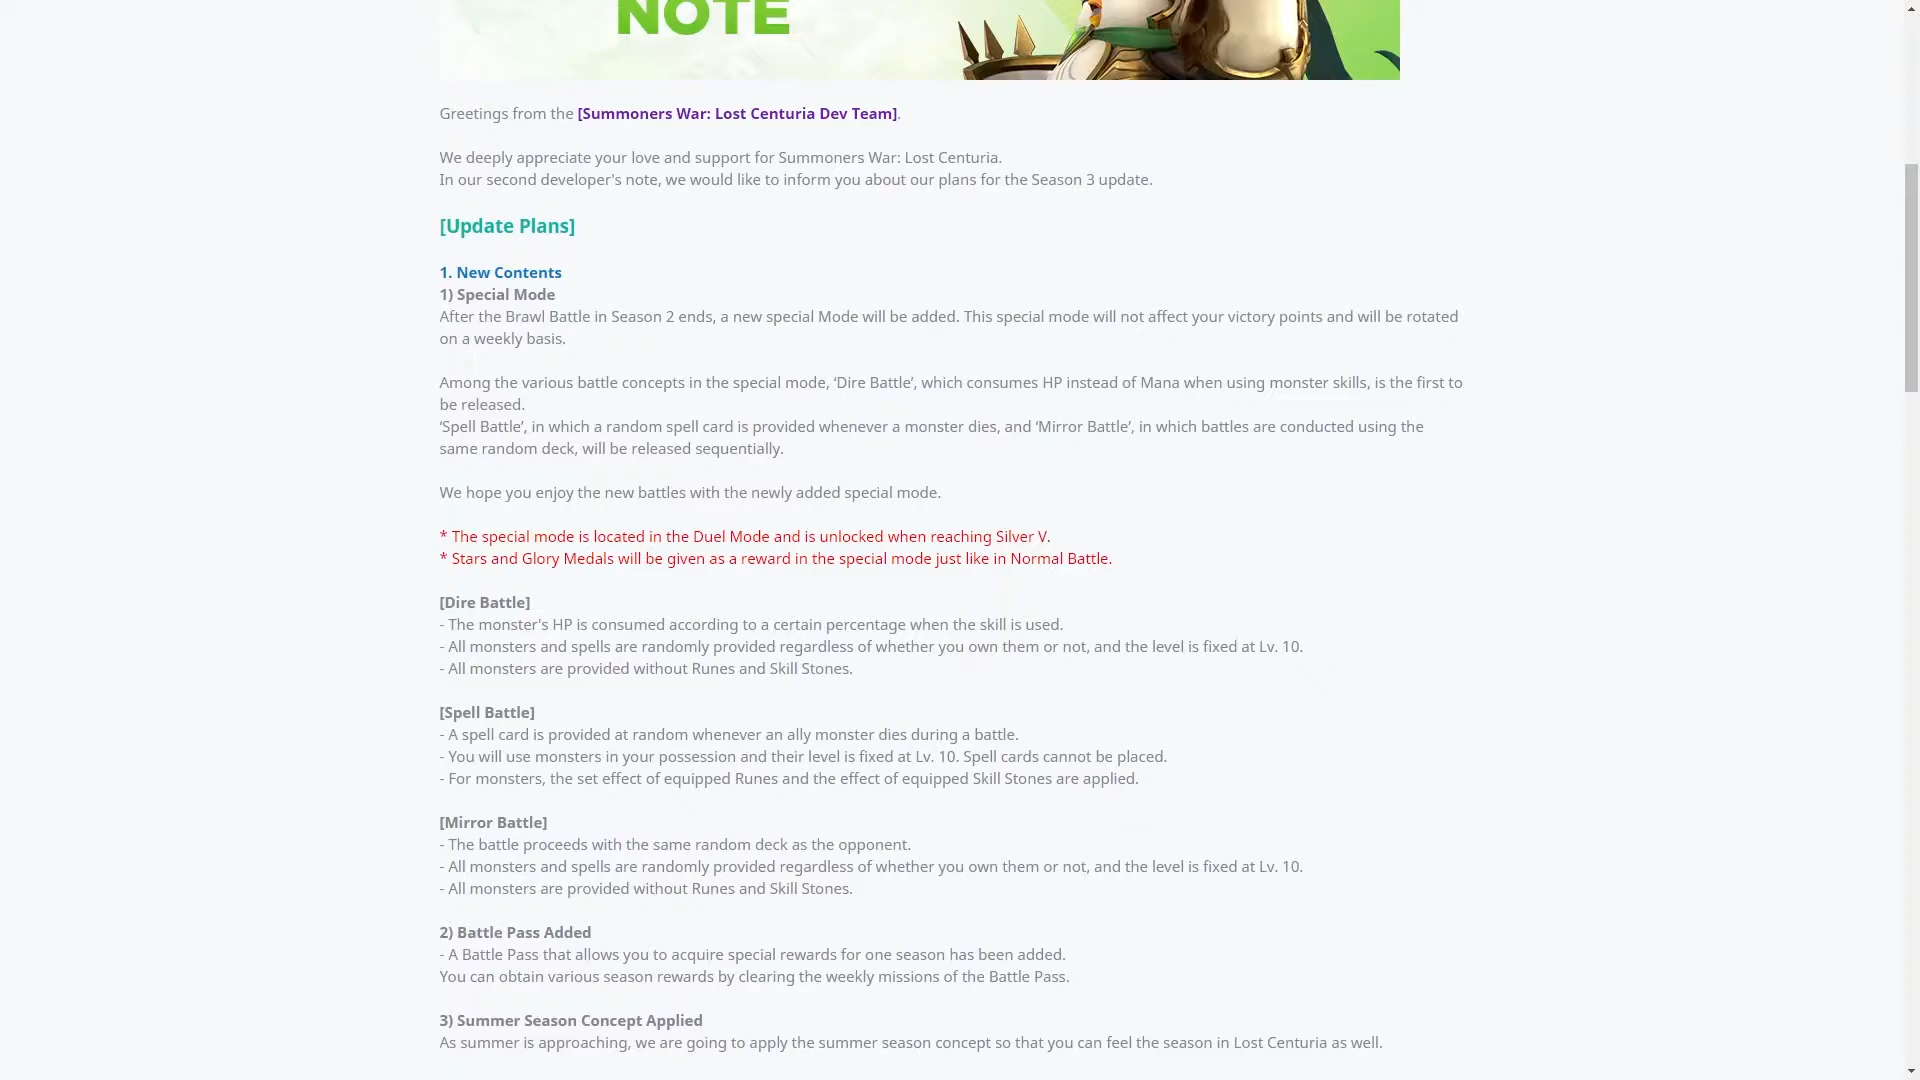 NOTE
Greetings from the [Summoners War: Lost Centuria Dev Team].
We deeply appreciate your love and support for Summoners War: Lost Centuria.
In our second developer's note, we would like to inform you about our plans for the Season 3 update.
[Update Plans]
1. New Contents
1) Special Mode
After the Brawl Battle in Season 2 ends, a new special Mode will be added. This special mode will not affect your victory points and will be rotated
on a weekly basis.
Among the various battle concepts in the special mode, ‘Dire Battle’, which consumes HP instead of Mana when using monster skills, is the first to
be released.
‘Spell Battle’, in which a random spell card is provided whenever a monster dies, and ‘Mirror Battle’, in which battles are conducted using the
same random deck, will be released sequentially.
We hope you enjoy the new battles with the newly added special mode.
* The special mode is located in the Duel Mode and is unlocked when reaching Silver V.
* Stars and Glory Medals will be given as a reward in the special mode just like in Normal Battle.
[Dire Battle]
- The monster's HP is consumed according to a certain percentage when the skill is used.
- All monsters and spells are randomly provided regardless of whether you own them or not, and the level is fixed at Lv. 10.
- All monsters are provided without Runes and Skill Stones.
[Spell Battle]
- A spell card is provided at random whenever an ally monster dies during a battle.
- You will use monsters in your possession and their level is fixed at Lv. 10. Spell cards cannot be placed.
- For monsters, the set effect of equipped Runes and the effect of equipped Skill Stones are applied.
[Mirror Battle]
- The battle proceeds with the same random deck as the opponent.
- All monsters and spells are randomly provided regardless of whether you own them or not, and the level is fixed at Lv. 10.
- All monsters are provided without Runes and Skill Stones.
2) Battle Pass Added
- A Battle Pass that allows you to acquire special rewards for one season has been added.
You can obtain various season rewards by clearing the weekly missions of the Battle Pass.
3) Summer Season Concept Applied
As summer is approaching, we are going to apply the summer season concept so that you can feel the season in Lost Centuria as well.